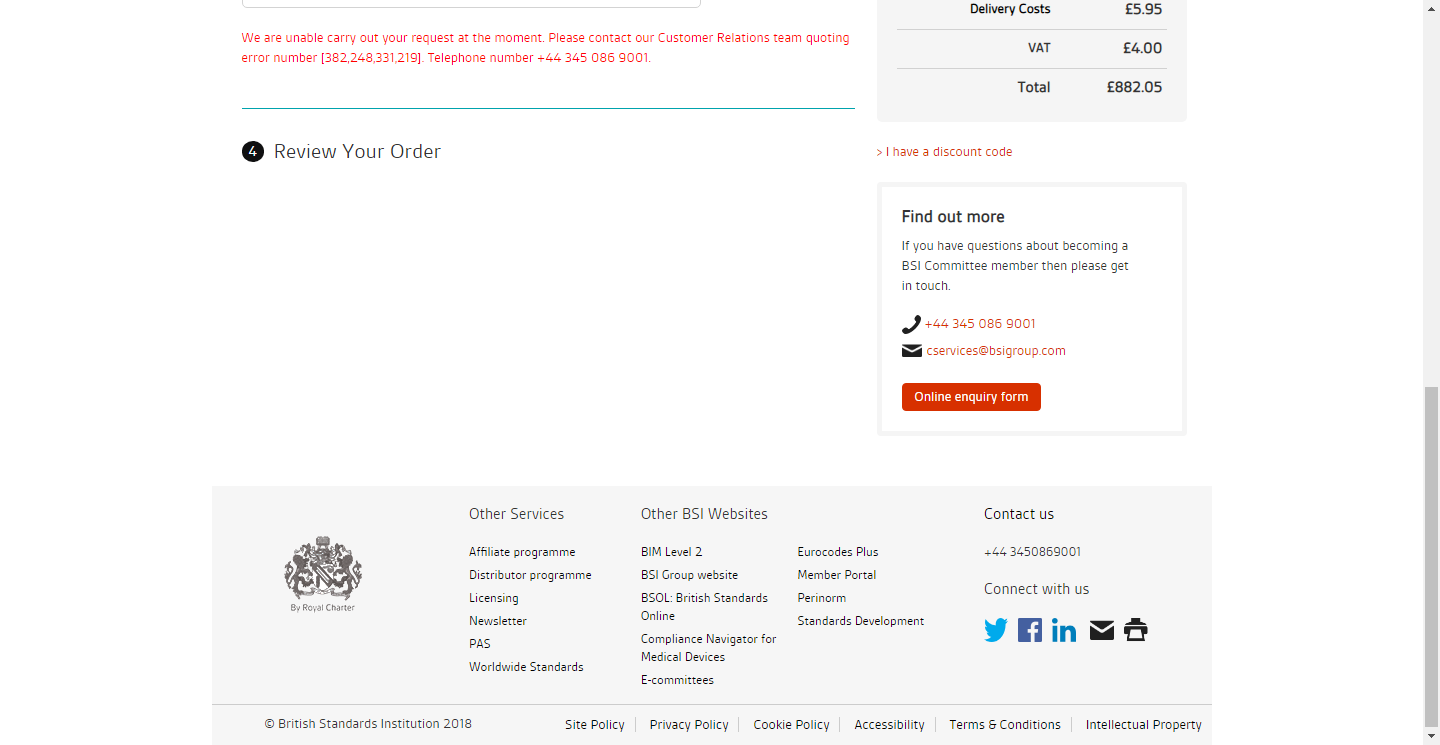 Delivery Costs £5.95
We are unable carry out your request at the moment. Please contact our Customer Relations team quoting
error number [382,248,331,219]. Telephone number +44 345 086 9001.
VAT £4.00
Total £882.05
4 Review Your Order
> I have a discount code
Find out more
If you have questions about becoming a
BSI Committee member then please get
in touch.
+44 345 086 9001
cservices@bsigroup.com
Online enquiry form
By Royal Charter
Other Services
Affiliate programme
Distributor programme
Licensing
Newsletter
PAS
Worldwide Standards
Other BSI Websites
BIM Level 2
BSI Group website
BSOL: British Standards
Online
Compliance Navigator for
Medical Devices
E-committees
Eurocodes Plus
Member Portal
Perinorm
Standards Development
Contact us
+44 3450869001
Connect with us
© British Standards Institution 2018
Site Policy
Privacy Policy
Cookie Policy
Accessibility
Terms & Conditions
Intellectual Property